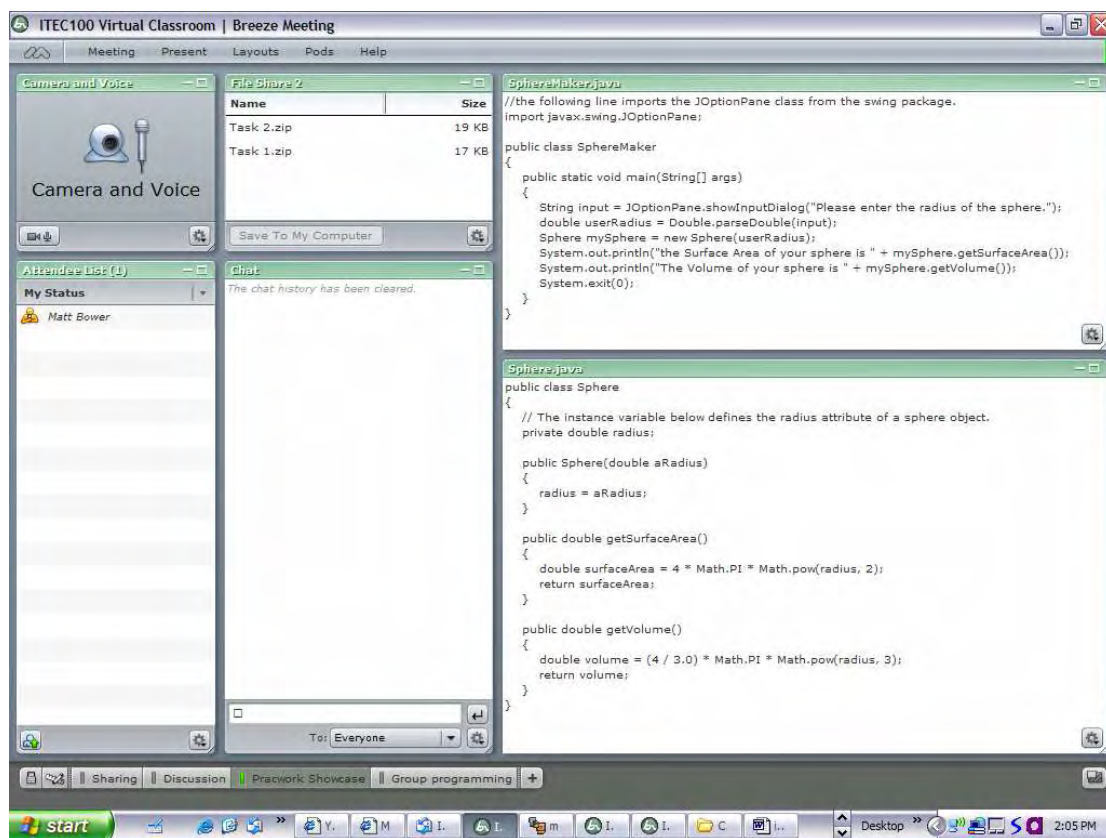 ITEC100 Virtual Classroom | Breeze Meeting
Meeting Present Layouts Pods Help
Camera and Voice
Camera and Voice
File Share 2
Name Size
Task 2.zip 19 KB
Task 1.zip 17 KB
Save To My Computer
Attendee List (1)
My Status
Matt Bower
Chat
The chat history has been cleared.
To: Everyone
SphereMaker.java
//the following line imports the JOptionPane class from the swing package.
import javax.swing.JOptionPane;
public class SphereMaker
{
public static void main(String[] args)
{
String input = JOptionPane.showInputDialog("Please enter the radius of the sphere.");
double userRadius = Double.parseDouble(input);
Sphere mySphere = new Sphere(userRadius);
System.out.println("the Surface Area of your sphere is " + mySphere.getSurfaceArea());
System.out.println("The Volume of your sphere is " + mySphere.getVolume());
System.exit(0);
}
}
Sphere.java
public class Sphere
{
// The instance variable below defines the radius attribute of a sphere object.
private double radius;
public Sphere(double aRadius)
{
radius = aRadius;
}
public double getSurfaceArea()
{
double surfaceArea = 4 * Math.PI * Math.pow(radius, 2);
return surfaceArea;
}
public double getVolume()
{
double volume = (4 / 3.0) * Math.PI * Math.pow(radius, 3);
return volume;
}
}
Sharing Discussion Pracwork Showcase Group programming +
start » Y. M I. I. m I. I. C i.. Desktop » 2:05 PM